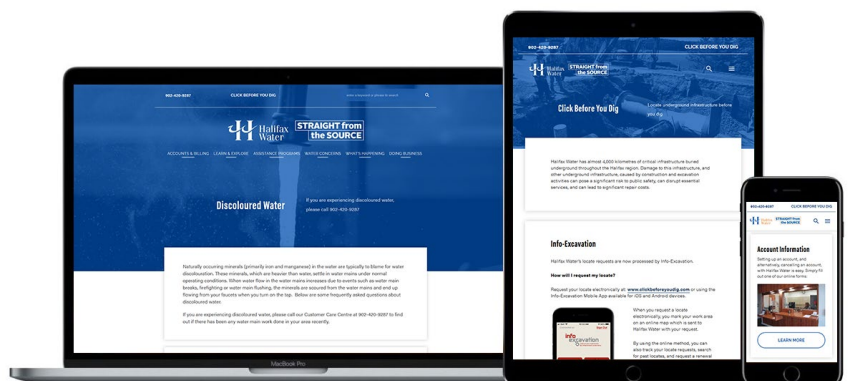 902-420-9287
CLICK BEFORE YOU DIG
Halifax
Water
STRAIGHT from
the SOURCE
ACCOUNTS & BILLING
LEARN & EXPLORE
ASSISTANCE PROGRAMS
WATER CONCERNS
WHAT'S HAPPENING
DOING BUSINESS
Discoloured Water
If you are experiencing discoloured water,
please call 902-420-9287
Naturally occurring minerals (primarily iron and manganese) in the water are typically to blame for water
discolouration. These minerals, which are heavier than water, settle in water mains under normal
operating conditions. When water flow in the water mains increases due to events such as water main
breaks, firefighting or water main flushing, the minerals are scoured from the water mains and end up
flowing from your faucets when you turn on the tap. Below are some frequently asked questions about
discoloured water.
If you are experiencing discoloured water, please call our Customer Care Centre at 902-420-9287 to find
out if there has been any water main work done in your area recently.
MacBook Pro
902-420-9287
CLICK BEFORE YOU DIG
Halifax
Water
STRAIGHT from
the SOURCE
Click Before You Dig
Locate underground infrastructure before
you dig.
Halifax Water has almost 4,000 kilometres of critical infrastructure buried
underground throughout the Halifax region. Damage to this infrastructure, and
other underground infrastructure, caused by construction and excavation
activities can pose a significant risk to public safety, can disrupt essential
services, and can lead to significant repair costs.
Info-Excavation
Halifax Water's locate requests are now processed by Info-Excavation.
How will I request my locate?
Request your locate electronically at: www.clickbeforeyoudig.com or using the
Info-Excavation Mobile App available for iOS and Android devices.
info
excavation
When you request a locate
electronically, you mark your work area
on an online map which is sent to
Halifax Water with your request.
By using the online method, you can
also track your locate requests, search
for past locates, and request a renewal
902-420-9287
CLICK BEFORE YOU DIG
Halifax
Water
STRAIGHT from
the SOURCE
Account Information
Setting up an account, and
alternatively, cancelling an account,
with Halifax Water is easy. Simply fill
out one of our online forms.
LEARN MORE